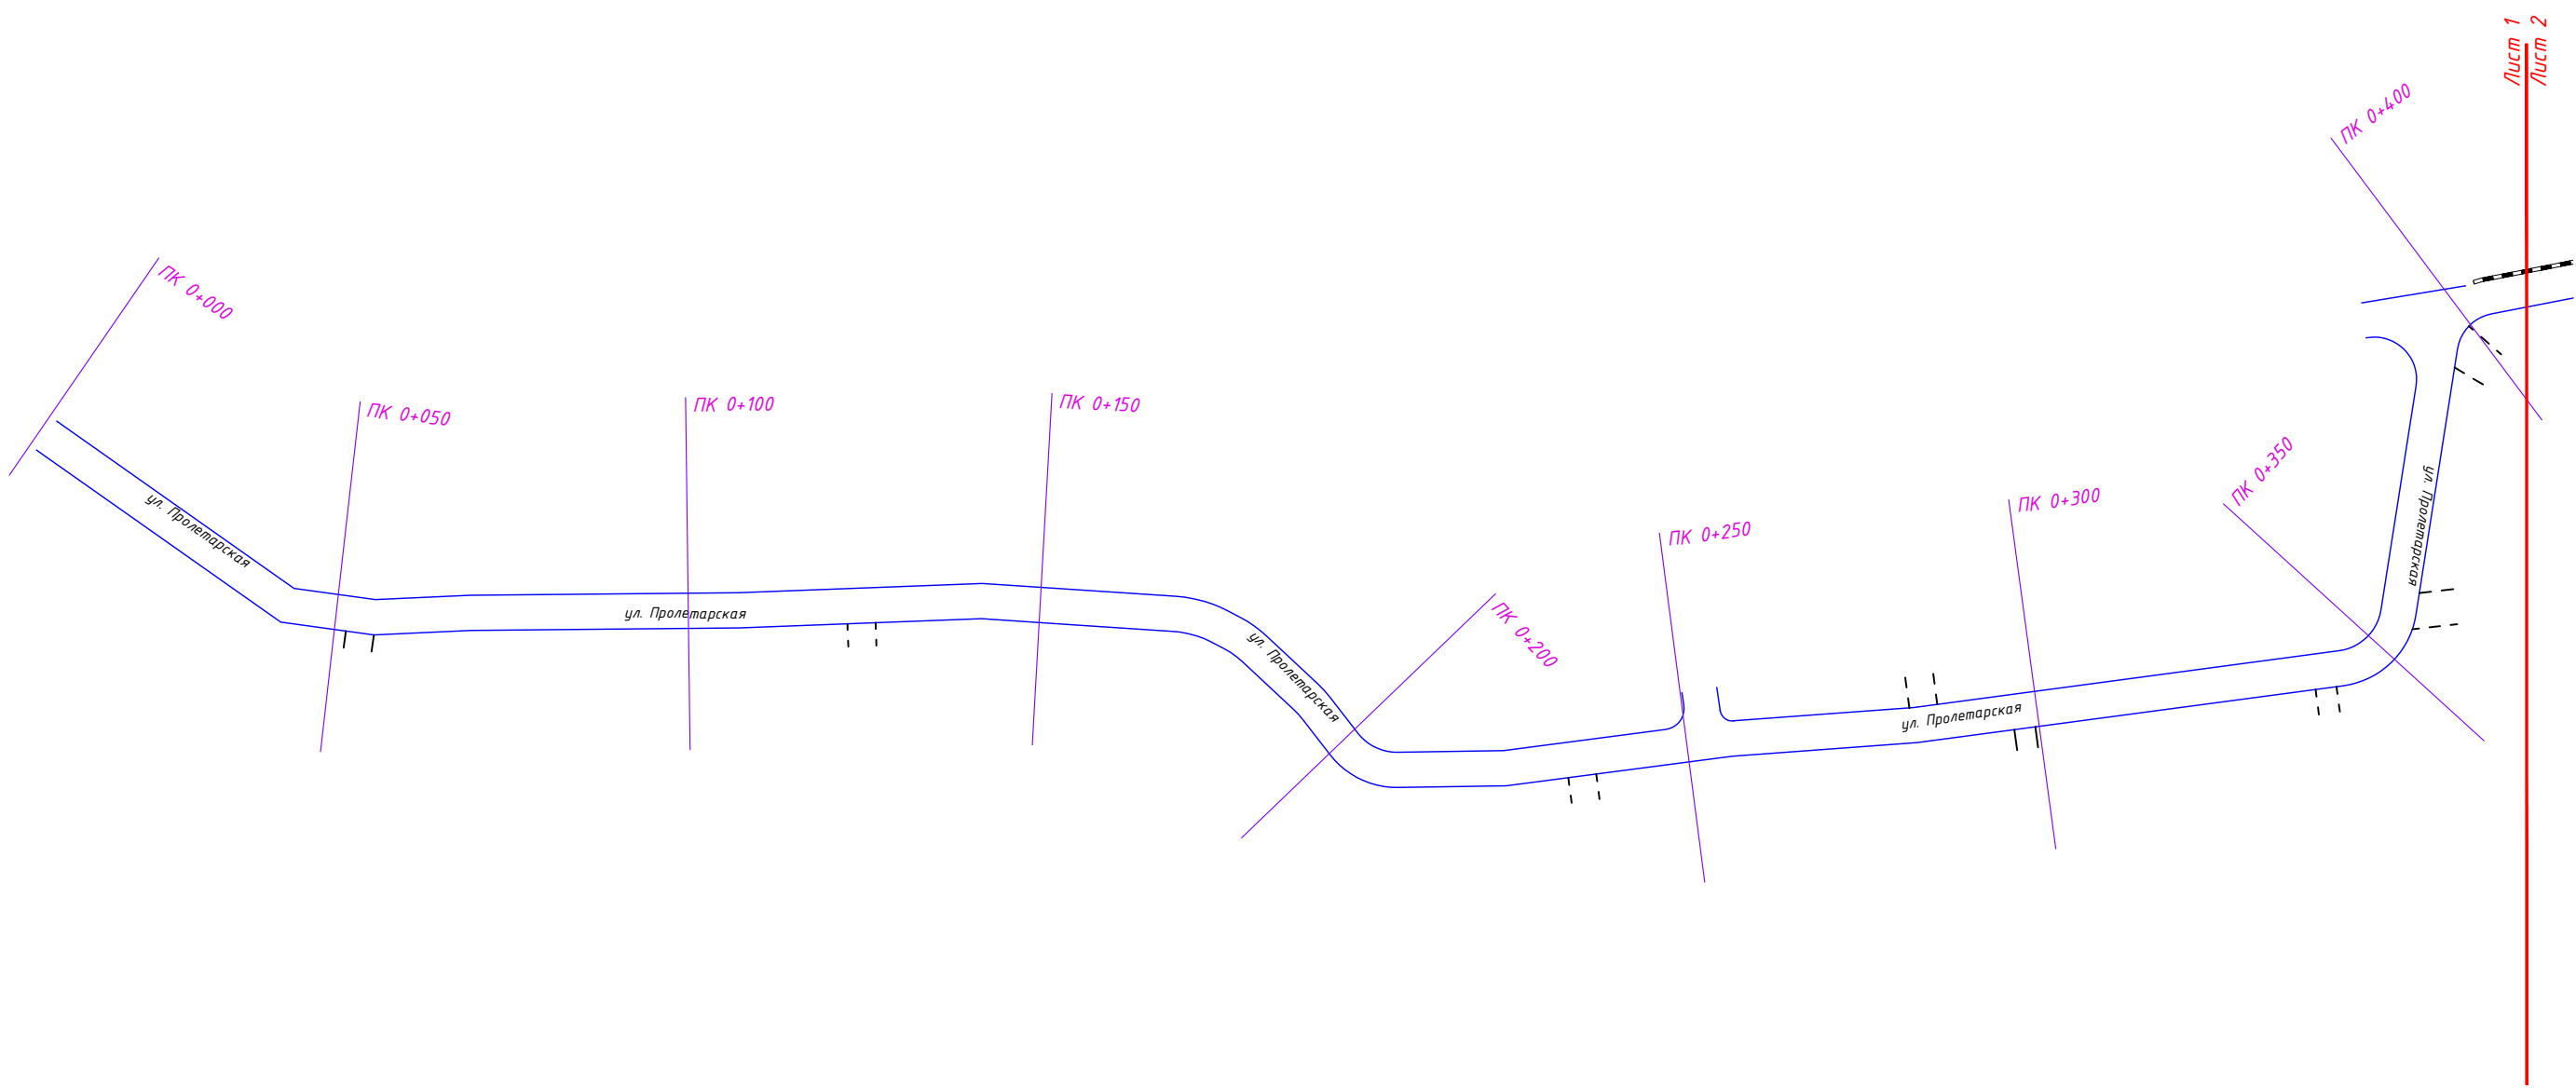 Лист 1
Лист 2
ПК 0+000
ПК 0+050
ПК 0+100
ПК 0+150
ПК 0+200
ПК 0+250
ПК 0+300
ПК 0+350
ПК 0+400
ул. Пролетарская
ул. Пролетарская
ул. Пролетарская
ул. Пролетарская
ул. Пролетарская